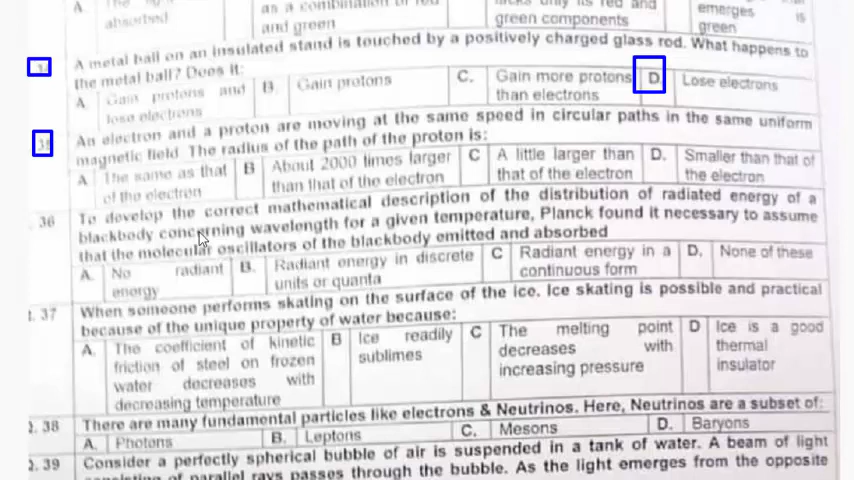 A. The absorbed
as a combination of red and green
lacks only its red and green components
emerges is green
A metal ball on an insulated stand is touched by a positively charged glass rod. What happens to
the metal ball? Does it:
A. Gain protons and lose electrons
B. Gain protons
C. Gain more protons than electrons
D. Lose electrons
35 An electron and a proton are moving at the same speed in circular paths in the same uniform
magnetic field. The radius of the path of the proton is:
A The same as that of the electron
B About 2000 times larger than that of the electron
C A little larger than that of the electron
D. Smaller than that of the electron
. 36 To develop the correct mathematical description of the distribution of radiated energy of a
blackbody concerning wavelength for a given temperature, Planck found it necessary to assume
that the molecular oscillators of the blackbody emitted and absorbed
A. No radiant energy
B. Radiant energy in discrete units or quanta
C Radiant energy in a continuous form
D. None of these
. 37 When someone performs skating on the surface of the ice. Ice skating is possible and practical
because of the unique property of water because:
A. The coefficient of kinetic friction of steel on frozen water decreases with decreasing temperature
B Ice readily sublimes
C The melting point decreases with increasing pressure
D Ice is a good thermal insulator
Q. 38 There are many fundamental particles like electrons & Neutrinos. Here, Neutrinos are a subset of:
A. Photons
B. Leptons
C. Mesons
D. Baryons
Q. 39 Consider a perfectly spherical bubble of air is suspended in a tank of water. A beam of light
consisting of parallel rays passes through the bubble. As the light emerges from the opposite